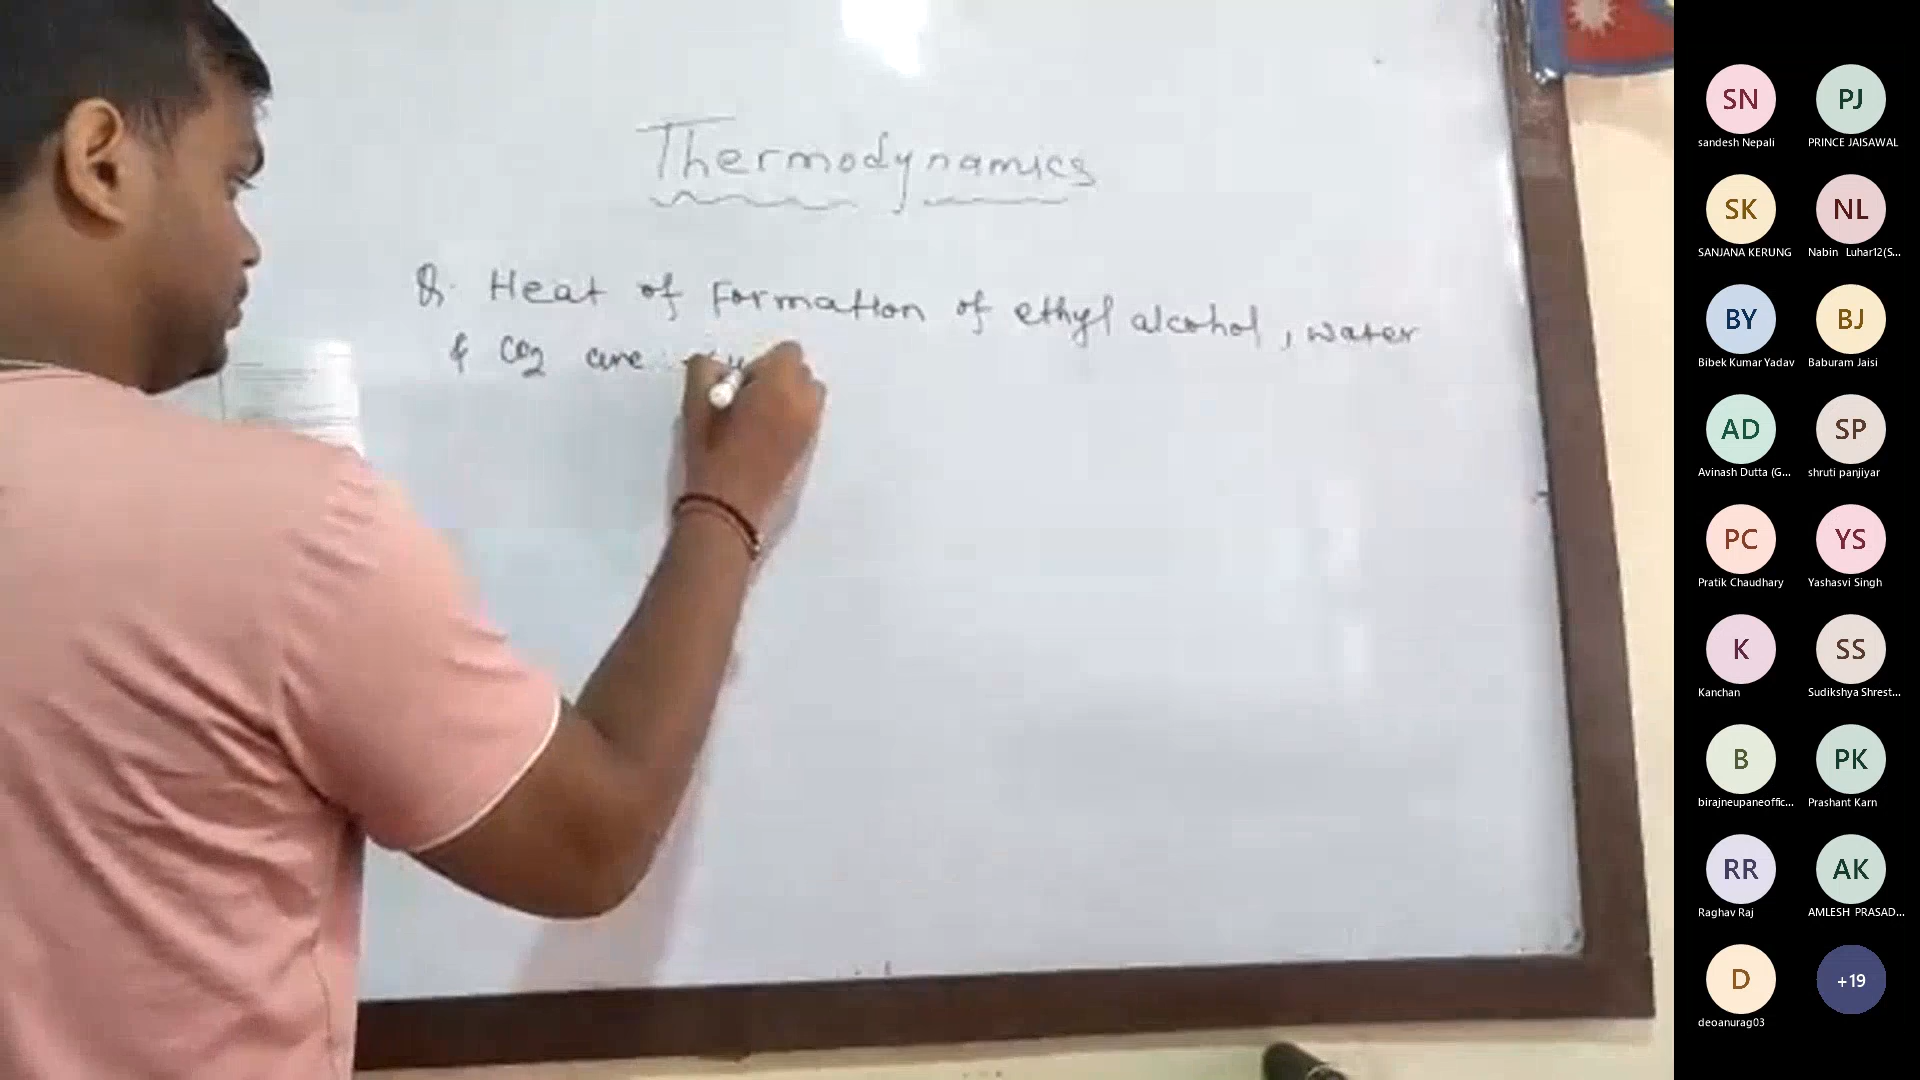 Thermodynamics
Q. Heat of Formation of ethyl alcohol, water
& CO2 are
SN
PJ
sandesh Nepali
PRINCE JAISAWAL
SK
NL
SANJANA KERUNG
Nabin Luhar12(S...
BY
BJ
Bibek Kumar Yadav
Baburam Jaisi
AD
SP
Avinash Dutta (G...
shruti panjiyar
PC
YS
Pratik Chaudhary
Yashasvi Singh
K
SS
Kanchan
Sudikshya Shrest...
B
PK
birajneupaneoffic...
Prashant Karn
RR
AK
Raghav Raj
AMLESH PRASAD...
D
+19
deoanurag03